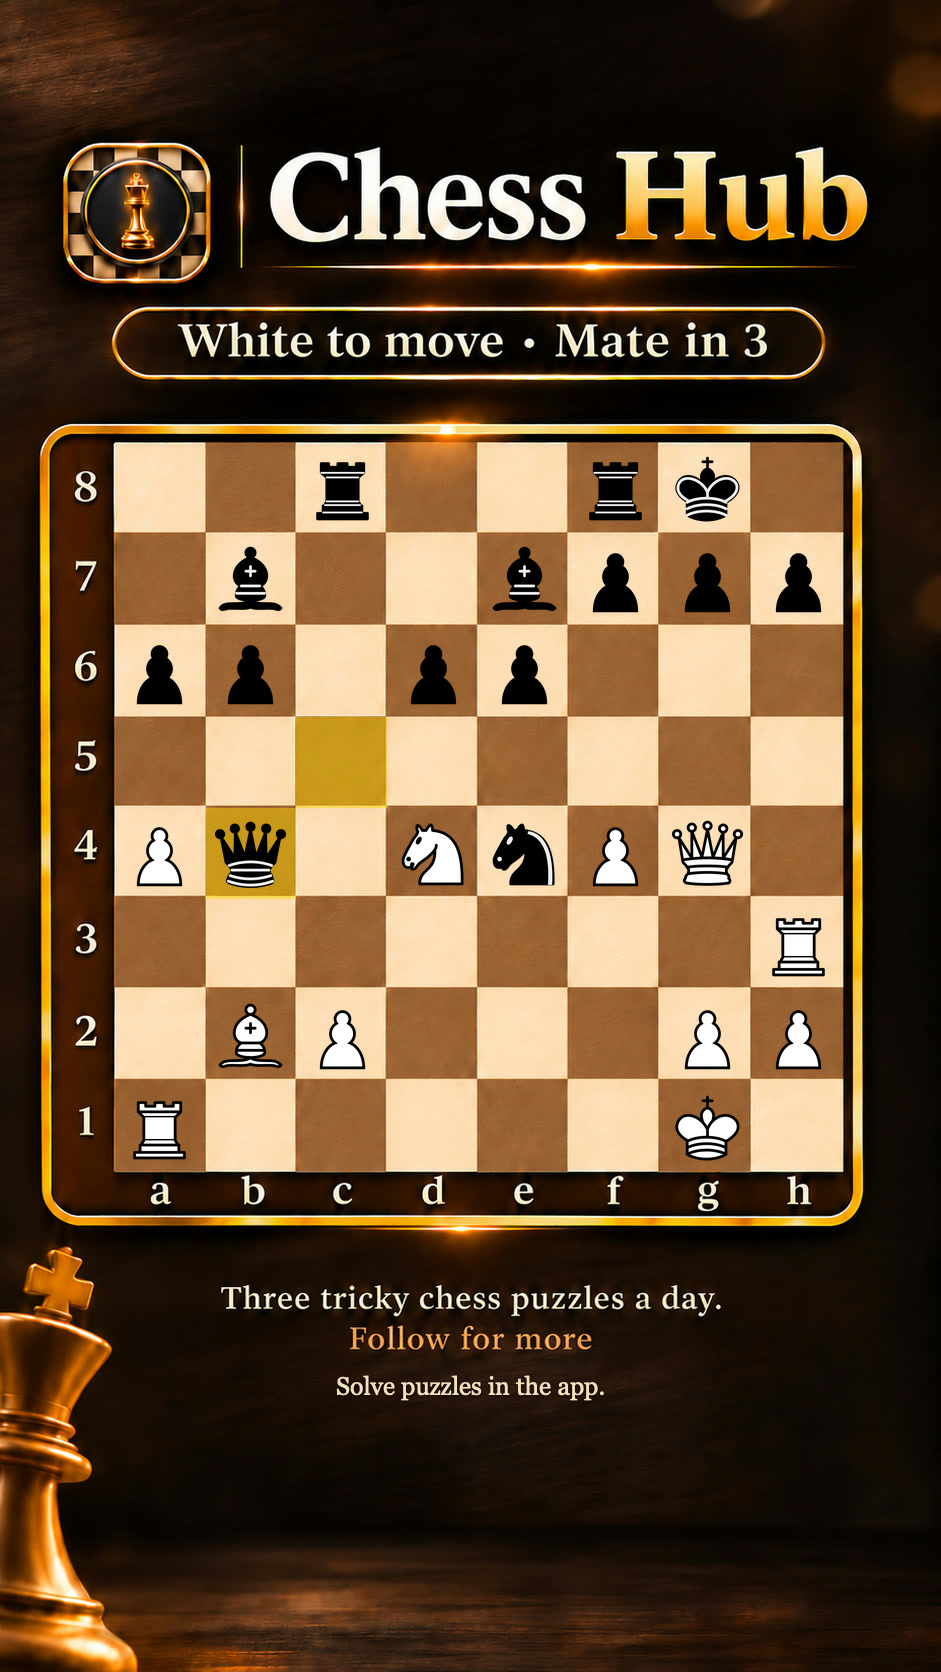 Chess Hub
White to move • Mate in 3
8
7
6
5
4
3
2
1
a b c d e f g h
Three tricky chess puzzles a day.
Follow for more
Solve puzzles in the app.